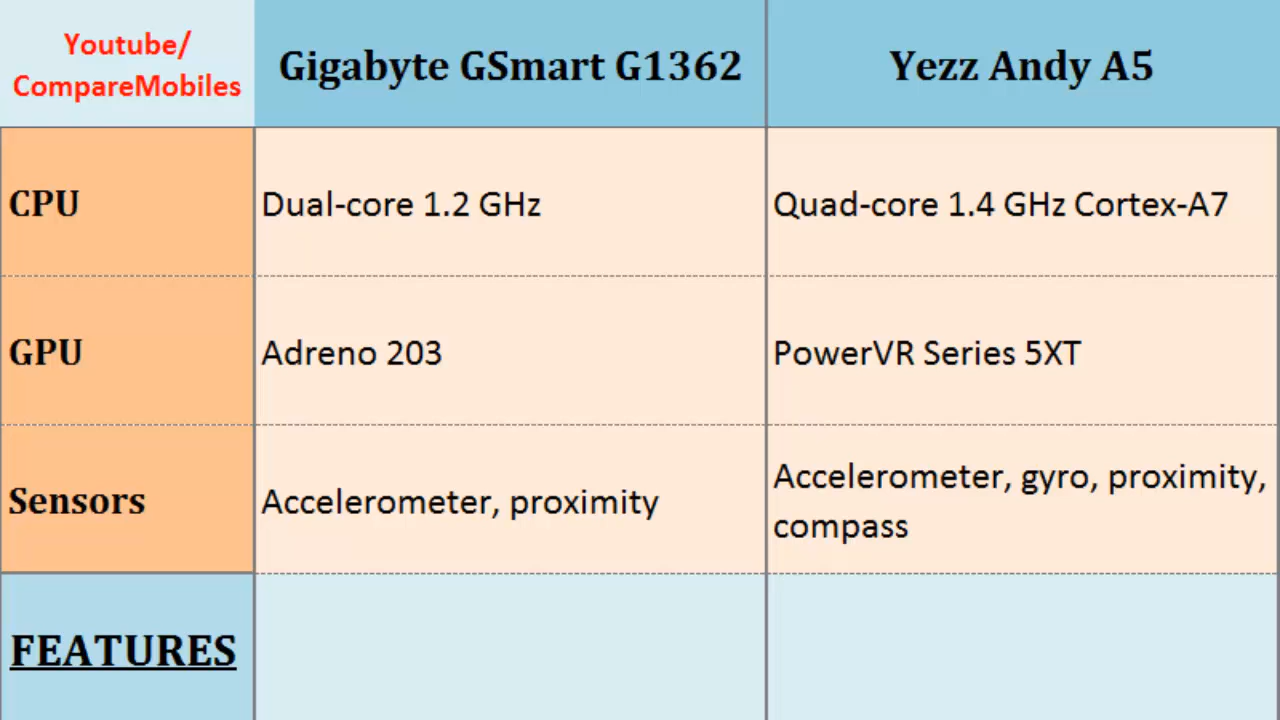 Youtube/
CompareMobiles
Gigabyte GSmart G1362
Yezz Andy A5
CPU
Dual-core 1.2 GHz
Quad-core 1.4 GHz Cortex-A7
GPU
Adreno 203
PowerVR Series 5XT
Sensors
Accelerometer, proximity
Accelerometer, gyro, proximity,
compass
FEATURES